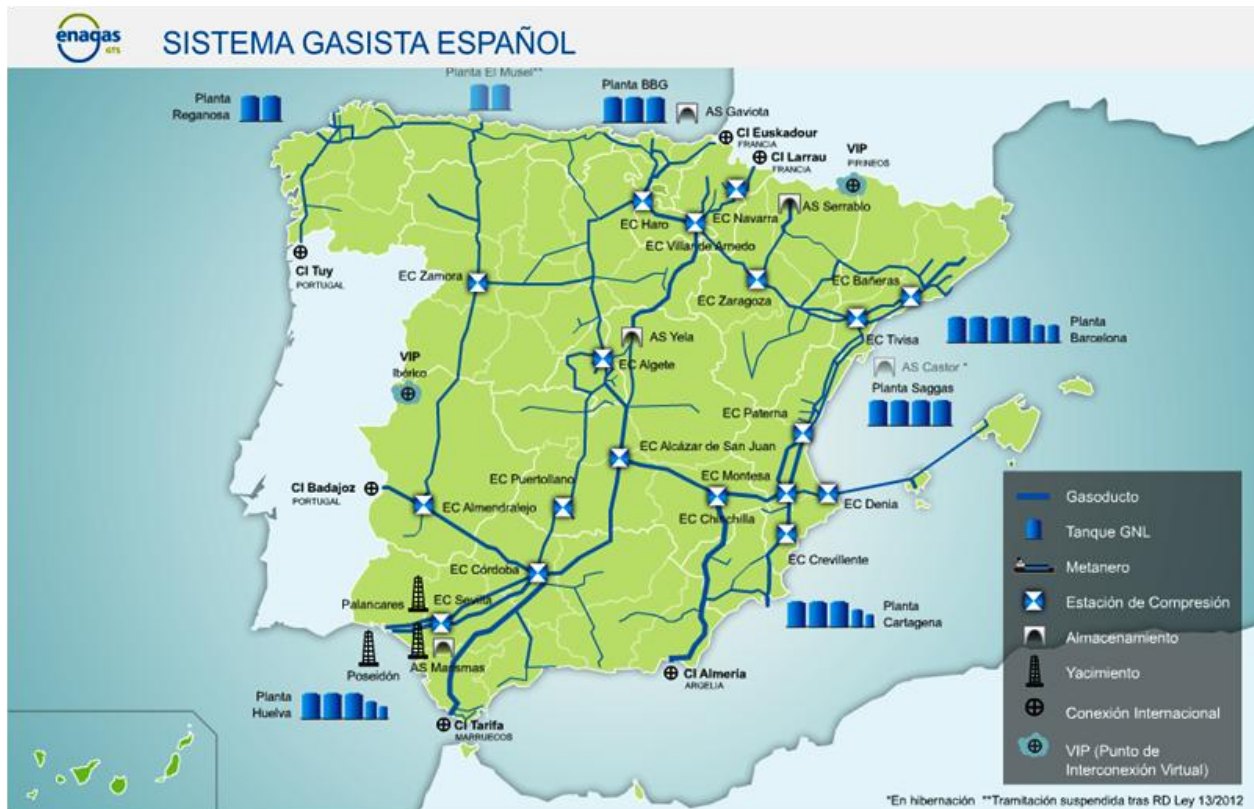 enagas
GTS
SISTEMA GASISTA ESPAÑOL
Planta El Musel**
Planta
Reganosa
Planta BBG
AS Gaviota
CI Euskadour
FRANCIA
CI Larrau
FRANCIA
VIP
PIRINEOS
EC Haro
EC Navarra
AS Serrablo
EC Villar de Arnedo
CI Tuy
PORTUGAL
EC Zamora
EC Zaragoza
EC Bañeras
EC Tivisa
Planta
Barcelona
AS Yela
VIP
Ibérico
EC Algete
AS Castor *
Planta Saggas
EC Paterna
EC Alcázar de San Juan
CI Badajoz
PORTUGAL
EC Puertollano
EC Montesa
EC Almendralejo
EC Chinchilla
EC Denia
EC Crevillente
EC Córdoba
EC Sevilla
Palancares
Planta
Cartagena
AS Marismas
Poseidón
CI Almería
ARGELIA
Planta
Huelva
CI Tarifa
MARRUECOS
Gasoducto
Tanque GNL
Metanero
Estación de Compresión
Almacenamiento
Yacimiento
Conexión Internacional
VIP (Punto de
Interconexión Virtual)
*En hibernación **Tramitación suspendida tras RD Ley 13/2012